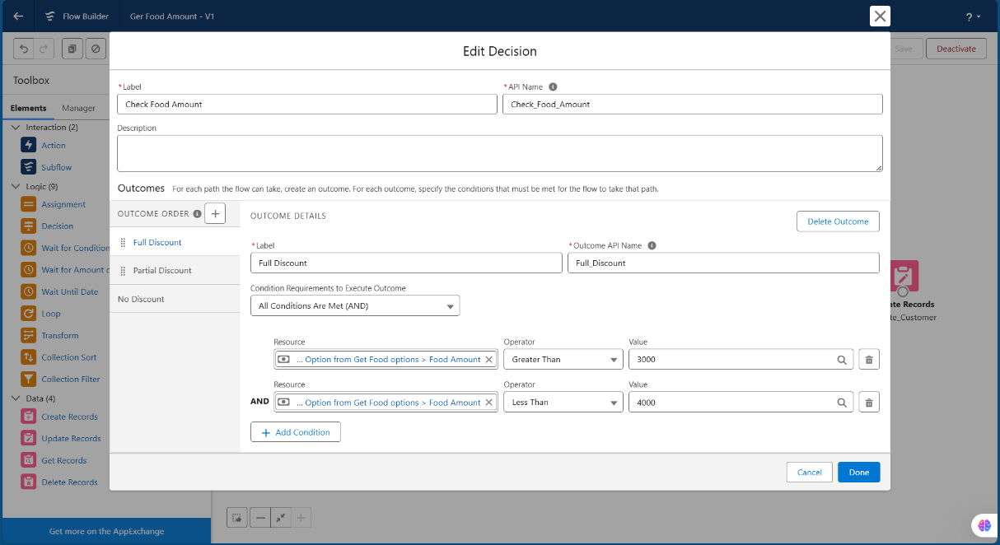 Flow Builder
Ger Food Amount - V1
?
Save
Deactivate
Toolbox
Elements
Manager
Interaction (2)
Action
Subflow
Logic (9)
Assignment
Decision
Wait for Condition
Wait for Amount o
Wait Until Date
Loop
Transform
Collection Sort
Collection Filter
Data (4)
Create Records
Update Records
Get Records
Delete Records
Get more on the AppExchange
Edit Decision
*Label
*API Name
Check Food Amount
Check_Food_Amount
Description
Outcomes For each path the flow can take, create an outcome. For each outcome, specify the conditions that must be met for the flow to take that path.
OUTCOME ORDER
Full Discount
Partial Discount
No Discount
OUTCOME DETAILS
Delete Outcome
*Label
*Outcome API Name
Full Discount
Full_Discount
Condition Requirements to Execute Outcome
All Conditions Are Met (AND)
Resource
Operator
Value
... Option from Get Food options > Food Amount
Greater Than
3000
Resource
Operator
Value
AND
... Option from Get Food options > Food Amount
Less Than
4000
+ Add Condition
Cancel
Done
ate Records
te_Customer